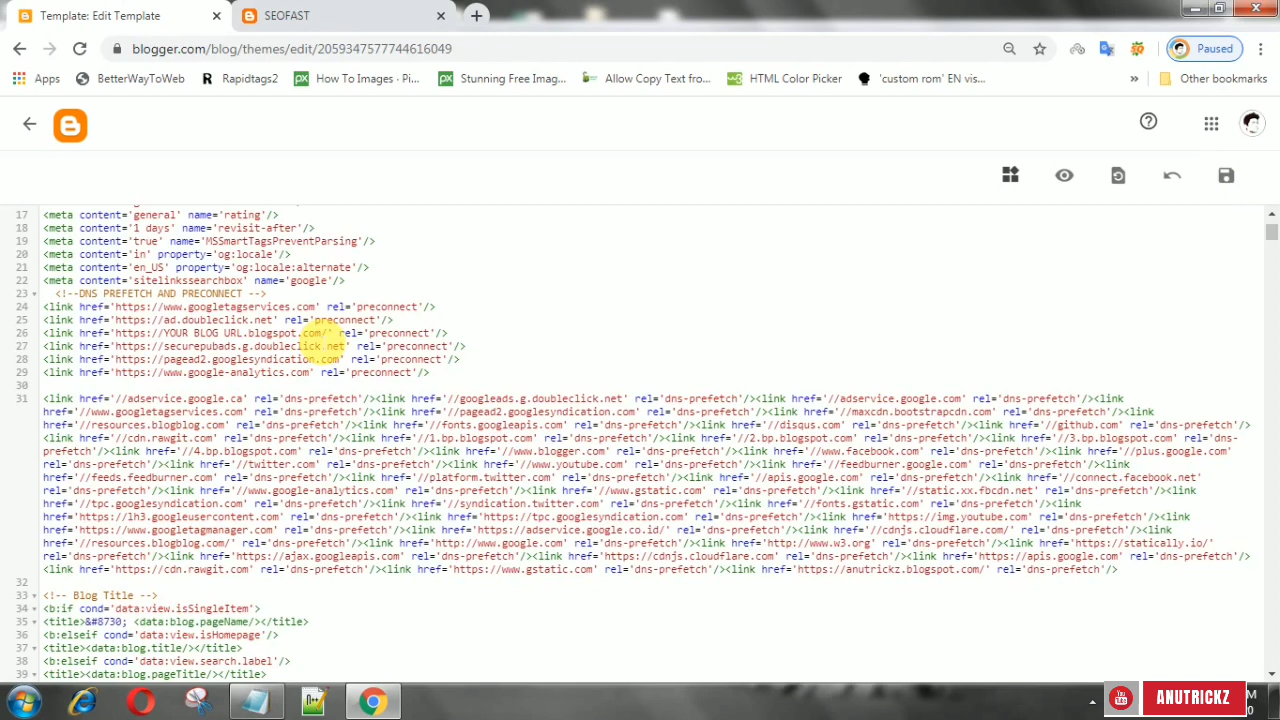 Template: Edit Template
SEOFAST
blogger.com/blog/themes/edit/2059347577744616049
Paused
Apps
BetterWayToWeb
Rapidtags2
How To Images - Pi...
Stunning Free Imag...
Allow Copy Text from...
HTML Color Picker
'custom rom' EN vis...
»
Other bookmarks
17 <meta content='general' name='rating'/>
18 <meta content='1 days' name='revisit-after'/>
19 <meta content='true' name='MSSmartTagsPreventParsing'/>
20 <meta content='in' property='og:locale'/>
21 <meta content='en_US' property='og:locale:alternate'/>
22 <meta content='sitelinkssearchbox' name='google'/>
23 <!--DNS PREFETCH AND PRECONNECT -->
24 <link href='https://www.googletagservices.com' rel='preconnect'/>
25 <link href='https://ad.doubleclick.net' rel='preconnect'/>
26 <link href='https://YOUR BLOG URL.blogspot.com/' rel='preconnect'/>
27 <link href='https://securepubads.g.doubleclick.net' rel='preconnect'/>
28 <link href='https://pagead2.googlesyndication.com' rel='preconnect'/>
29 <link href='https://www.google-analytics.com' rel='preconnect'/>
30
31 <link href='//adservice.google.ca' rel='dns-prefetch'/><link href='//googleads.g.doubleclick.net' rel='dns-prefetch'/><link href='//adservice.google.com' rel='dns-prefetch'/><link
href='//www.googletagservices.com' rel='dns-prefetch'/><link href='//pagead2.googlesyndication.com' rel='dns-prefetch'/><link href='//maxcdn.bootstrapcdn.com' rel='dns-prefetch'/><link
href='//resources.blogblog.com' rel='dns-prefetch'/><link href='//fonts.googleapis.com' rel='dns-prefetch'/><link href='//disqus.com' rel='dns-prefetch'/><link href='//github.com' rel='dns-prefetch'/>
<link href='//cdn.rawgit.com' rel='dns-prefetch'/><link href='//1.bp.blogspot.com' rel='dns-prefetch'/><link href='//2.bp.blogspot.com' rel='dns-prefetch'/><link href='//3.bp.blogspot.com' rel='dns-
prefetch'/><link href='//4.bp.blogspot.com' rel='dns-prefetch'/><link href='//www.blogger.com' rel='dns-prefetch'/><link href='//www.facebook.com' rel='dns-prefetch'/><link href='//plus.google.com'
rel='dns-prefetch'/><link href='//twitter.com' rel='dns-prefetch'/><link href='//www.youtube.com' rel='dns-prefetch'/><link href='//feedburner.google.com' rel='dns-prefetch'/><link
href='//feeds.feedburner.com' rel='dns-prefetch'/><link href='//platform.twitter.com' rel='dns-prefetch'/><link href='//apis.google.com' rel='dns-prefetch'/><link href='//connect.facebook.net'
rel='dns-prefetch'/><link href='//www.google-analytics.com' rel='dns-prefetch'/><link href='//www.gstatic.com' rel='dns-prefetch'/><link href='//static.xx.fbcdn.net' rel='dns-prefetch'/><link
href='//tpc.googlesyndication.com' rel='dns-prefetch'/><link href='//syndication.twitter.com' rel='dns-prefetch'/><link href='//fonts.gstatic.com' rel='dns-prefetch'/><link
href='https://lh3.googleusercontent.com' rel='dns-prefetch'/><link href='https://tpc.googlesyndication.com' rel='dns-prefetch'/><link href='https://img.youtube.com' rel='dns-prefetch'/><link
href='https://www.googletagmanager.com' rel='dns-prefetch'/><link href='https://adservice.google.co.id/' rel='dns-prefetch'/><link href='//cdnjs.cloudflare.com/' rel='dns-prefetch'/><link
href='//resources.bloglog.com/' rel='dns-prefetch'/><link href='http://www.google.com' rel='dns-prefetch'/><link href='http://www.w3.org' rel='dns-prefetch'/><link href='https://statically.io/'
rel='dns-prefetch'/><link href='https://ajax.googleapis.com' rel='dns-prefetch'/><link href='https://cdnjs.cloudflare.com' rel='dns-prefetch'/><link href='https://apis.google.com' rel='dns-prefetch'/>
<link href='https://cdn.rawgit.com' rel='dns-prefetch'/><link href='https://www.gstatic.com' rel='dns-prefetch'/><link href='https://anutrickz.blogspot.com/' rel='dns-prefetch'/>
32
33 <!-- Blog Title -->
34 <b:if cond='data:view.isSingleItem'>
35 <title>&#8730; <data:blog.pageName/></title>
36 <b:elseif cond='data:view.isHomepage'/>
37 <title><data:blog.title/></title>
38 <b:elseif cond='data:view.search.label'/>
39 <title><data:blog.pageTitle/></title>
You Tube
ANUTRICKZ